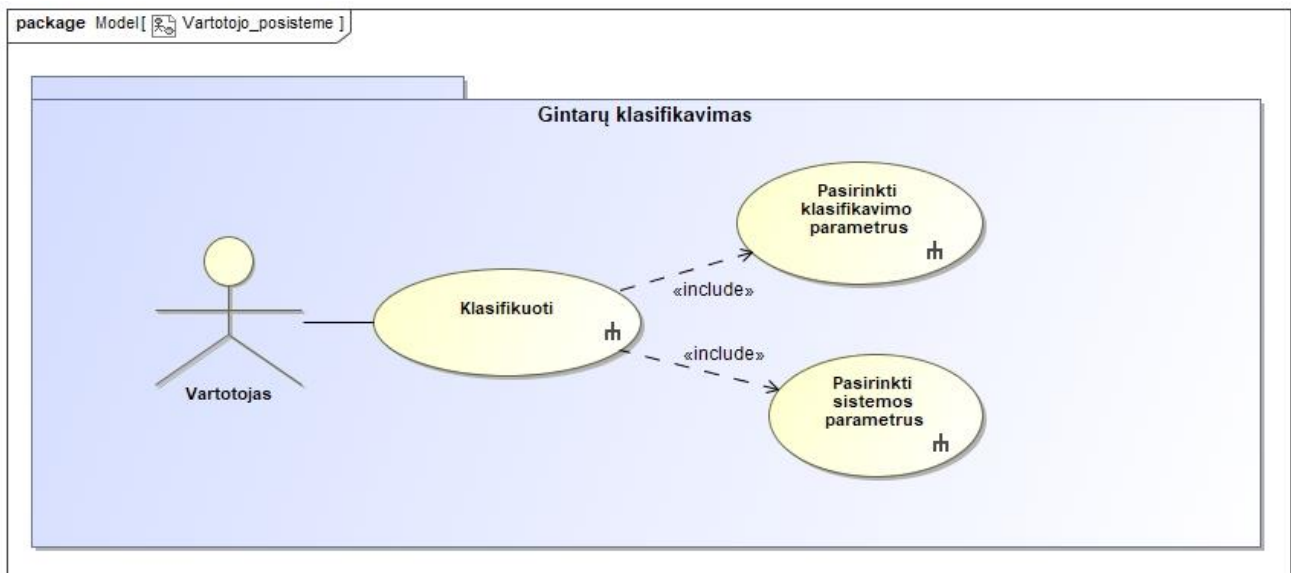 package Model[ Vartotojo_posisteme ]
Gintarų klasifikavimas
Pasirinkti
klasifikavimo
parametrus
«include»
Klasifikuoti
«include»
Vartotojas
Pasirinkti
sistemos
parametrus